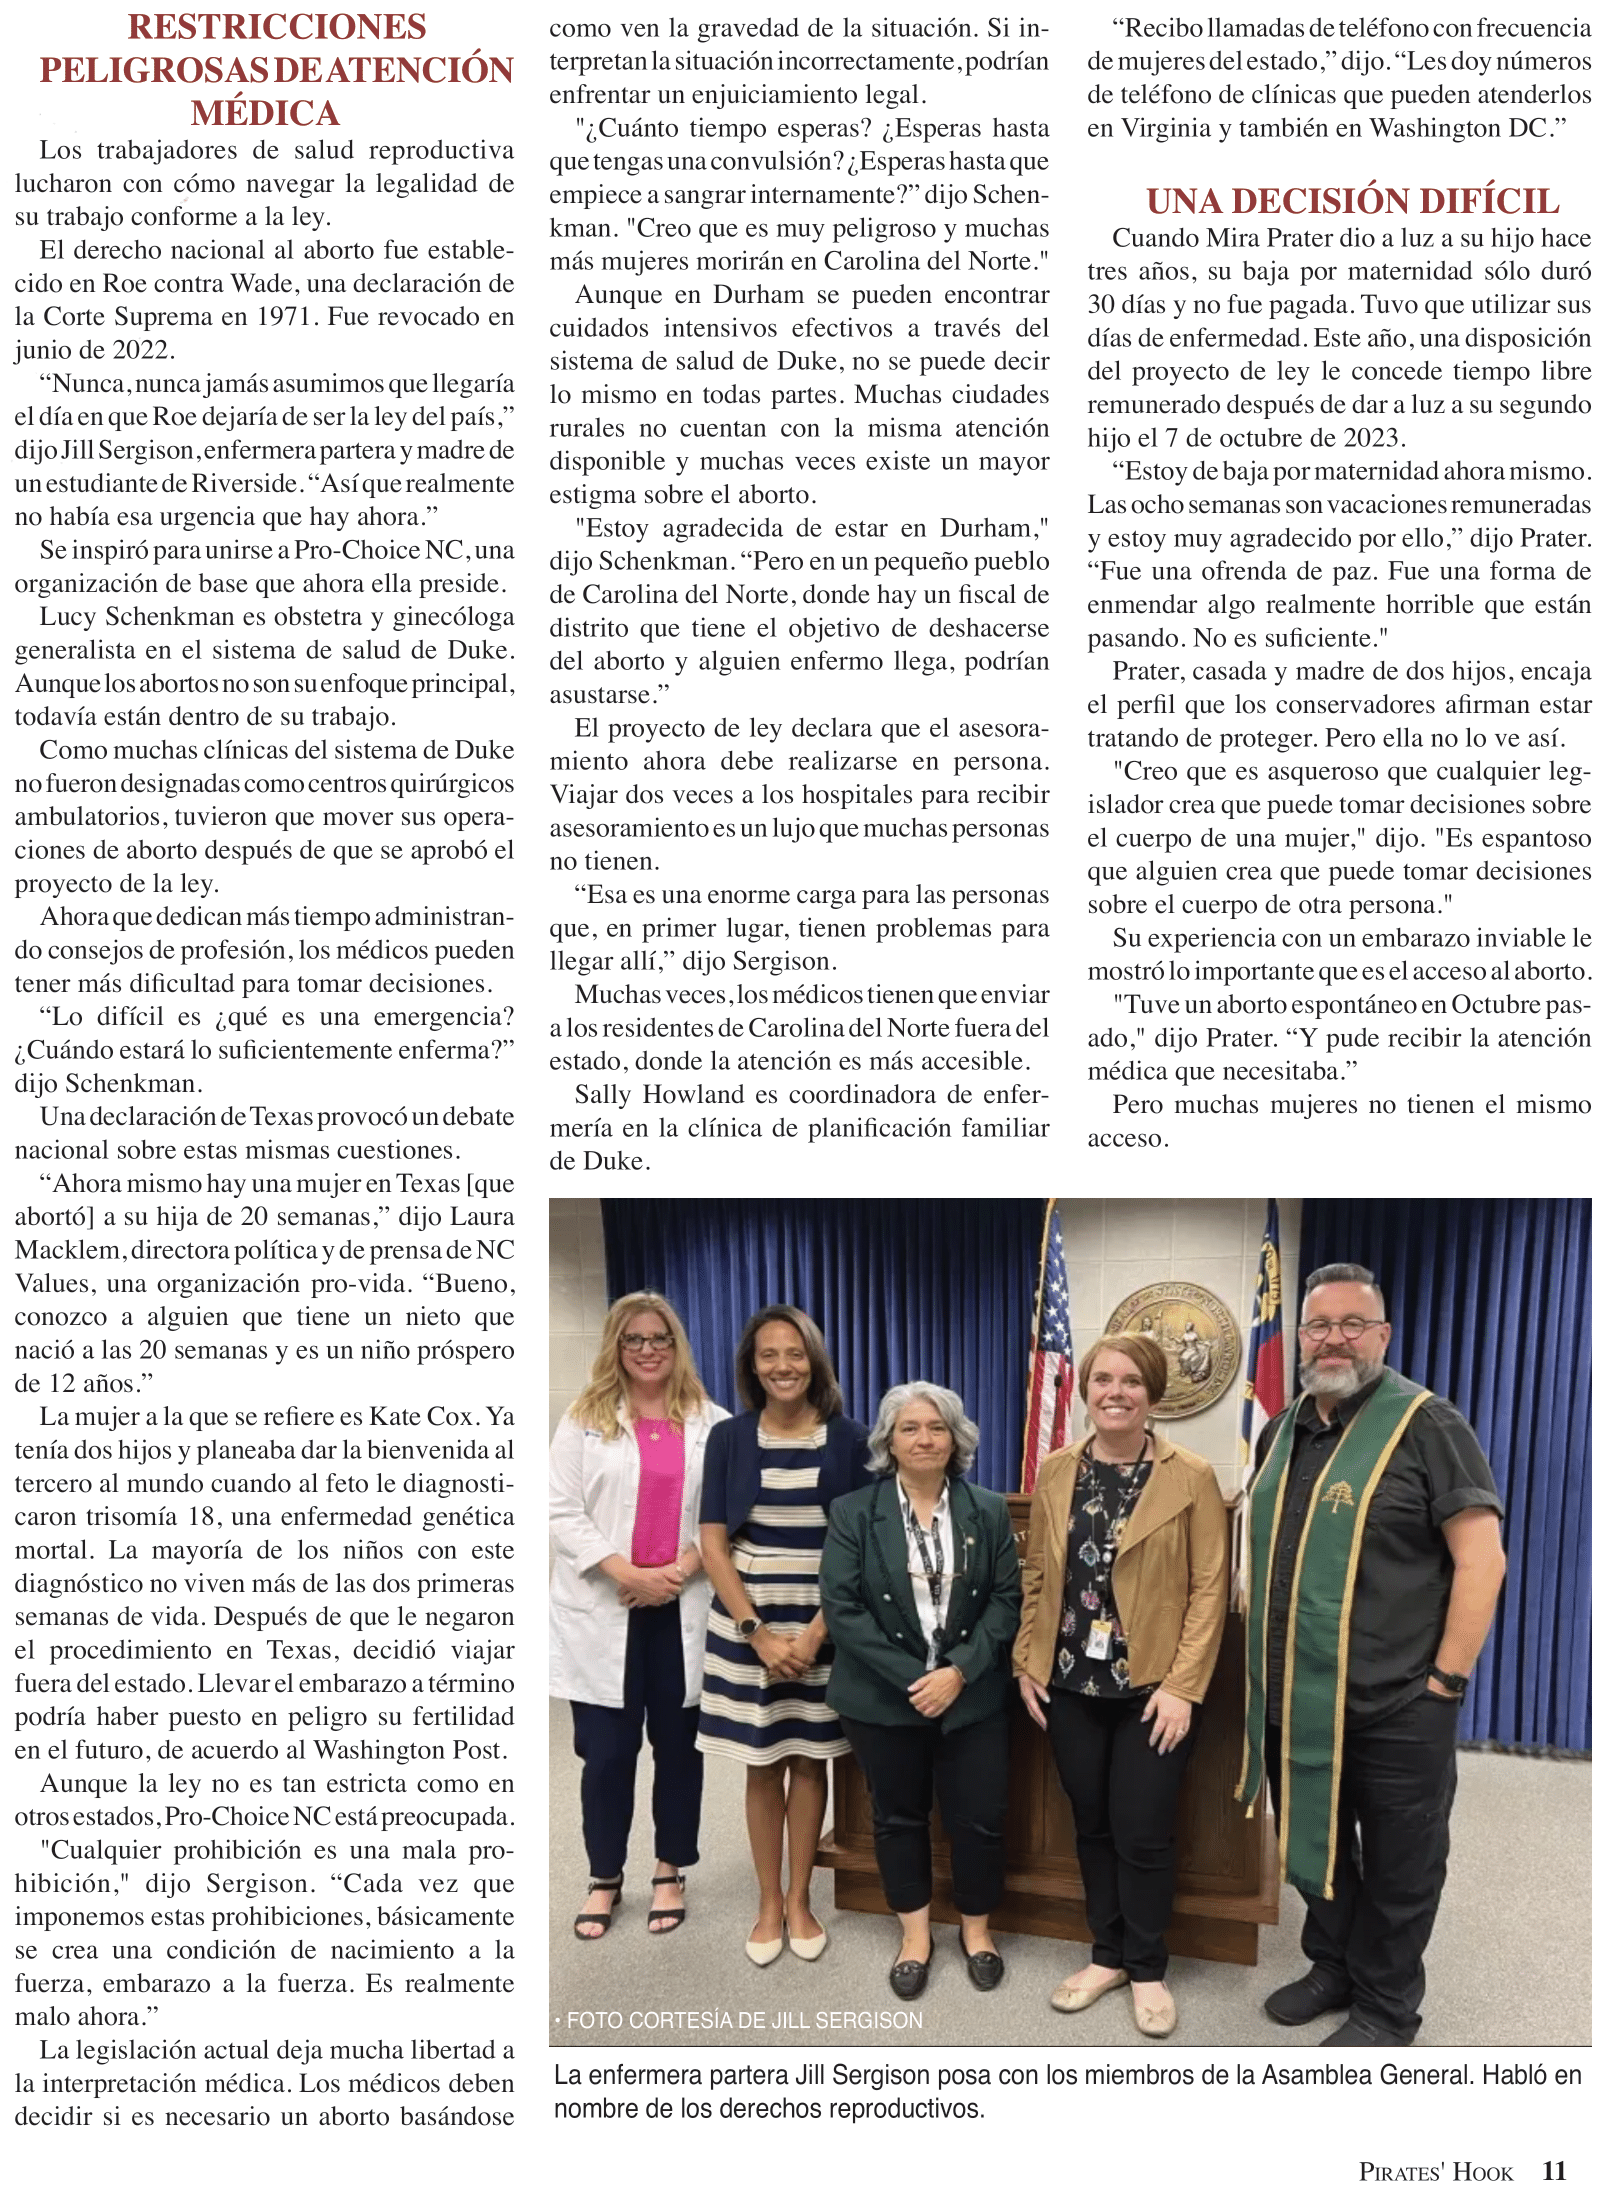 RESTRICCIONES
PELIGROSAS DE ATENCIÓN
MÉDICA
Los trabajadores de salud reproductiva
lucharon con cómo navegar la legalidad de
su trabajo conforme a la ley.
El derecho nacional al aborto fue estable-
cido en Roe contra Wade, una declaración de
la Corte Suprema en 1971. Fue revocado en
junio de 2022.
“Nunca, nunca jamás asumimos que llegaría
el día en que Roe dejaría de ser la ley del país,”
dijo Jill Sergison, enfermera partera y madre de
un estudiante de Riverside. “Así que realmente
no había esa urgencia que hay ahora.”
Se inspiró para unirse a Pro-Choice NC, una
organización de base que ahora ella preside.
Lucy Schenkman es obstetra y ginecóloga
generalista en el sistema de salud de Duke.
Aunque los abortos no son su enfoque principal,
todavía están dentro de su trabajo.
Como muchas clínicas del sistema de Duke
no fueron designadas como centros quirúrgicos
ambulatorios, tuvieron que mover sus opera-
ciones de aborto después de que se aprobó el
proyecto de la ley.
Ahora que dedican más tiempo administran-
do consejos de profesión, los médicos pueden
tener más dificultad para tomar decisiones.
“Lo difícil es ¿qué es una emergencia?
¿Cuándo estará lo suficientemente enferma?”
dijo Schenkman.
Una declaración de Texas provocó un debate
nacional sobre estas mismas cuestiones.
“Ahora mismo hay una mujer en Texas [que
abortó] a su hija de 20 semanas,” dijo Laura
Macklem, directora política y de prensa de NC
Values, una organización pro-vida. “Bueno,
conozco a alguien que tiene un nieto que
nació a las 20 semanas y es un niño próspero
de 12 años.”
La mujer a la que se refiere es Kate Cox. Ya
tenía dos hijos y planeaba dar la bienvenida al
tercero al mundo cuando al feto le diagnosti-
caron trisomía 18, una enfermedad genética
mortal. La mayoría de los niños con este
diagnóstico no viven más de las dos primeras
semanas de vida. Después de que le negaron
el procedimiento en Texas, decidió viajar
fuera del estado. Llevar el embarazo a término
podría haber puesto en peligro su fertilidad
en el futuro, de acuerdo al Washington Post.
Aunque la ley no es tan estricta como en
otros estados, Pro-Choice NC está preocupada.
"Cualquier prohibición es una mala pro-
hibición," dijo Sergison. “Cada vez que
imponemos estas prohibiciones, básicamente
se crea una condición de nacimiento a la
fuerza, embarazo a la fuerza. Es realmente
malo ahora.”
La legislación actual deja mucha libertad a
la interpretación médica. Los médicos deben
decidir si es necesario un aborto basándose
como ven la gravedad de la situación. Si in-
terpretan la situación incorrectamente, podrían
enfrentar un enjuiciamiento legal.
"¿Cuánto tiempo esperas? ¿Esperas hasta
que tengas una convulsión? ¿Esperas hasta que
empiece a sangrar internamente?” dijo Schen-
kman. "Creo que es muy peligroso y muchas
más mujeres morirán en Carolina del Norte."
Aunque en Durham se pueden encontrar
cuidados intensivos efectivos a través del
sistema de salud de Duke, no se puede decir
lo mismo en todas partes. Muchas ciudades
rurales no cuentan con la misma atención
disponible y muchas veces existe un mayor
estigma sobre el aborto.
"Estoy agradecida de estar en Durham,"
dijo Schenkman. “Pero en un pequeño pueblo
de Carolina del Norte, donde hay un fiscal de
distrito que tiene el objetivo de deshacerse
del aborto y alguien enfermo llega, podrían
asustarse.”
El proyecto de ley declara que el asesora-
miento ahora debe realizarse en persona.
Viajar dos veces a los hospitales para recibir
asesoramiento es un lujo que muchas personas
no tienen.
“Esa es una enorme carga para las personas
que, en primer lugar, tienen problemas para
llegar allí,” dijo Sergison.
Muchas veces, los médicos tienen que enviar
a los residentes de Carolina del Norte fuera del
estado, donde la atención es más accesible.
Sally Howland es coordinadora de enfer-
mería en la clínica de planificación familiar
de Duke.
“Recibo llamadas de teléfono con frecuencia
de mujeres del estado,” dijo. “Les doy números
de teléfono de clínicas que pueden atenderlos
en Virginia y también en Washington DC.”
UNA DECISIÓN DIFÍCIL
Cuando Mira Prater dio a luz a su hijo hace
tres años, su baja por maternidad sólo duró
30 días y no fue pagada. Tuvo que utilizar sus
días de enfermedad. Este año, una disposición
del proyecto de ley le concede tiempo libre
remunerado después de dar a luz a su segundo
hijo el 7 de octubre de 2023.
“Estoy de baja por maternidad ahora mismo.
Las ocho semanas son vacaciones remuneradas
y estoy muy agradecido por ello,” dijo Prater.
“Fue una ofrenda de paz. Fue una forma de
enmendar algo realmente horrible que están
pasando. No es suficiente."
Prater, casada y madre de dos hijos, encaja
el perfil que los conservadores afirman estar
tratando de proteger. Pero ella no lo ve así.
"Creo que es asqueroso que cualquier leg-
islador crea que puede tomar decisiones sobre
el cuerpo de una mujer," dijo. "Es espantoso
que alguien crea que puede tomar decisiones
sobre el cuerpo de otra persona."
Su experiencia con un embarazo inviable le
mostró lo importante que es el acceso al aborto.
"Tuve un aborto espontáneo en Octubre pas-
ado," dijo Prater. “Y pude recibir la atención
médica que necesitaba.”
Pero muchas mujeres no tienen el mismo
acceso.
• FOTO CORTESÍA DE JILL SERGISON
La enfermera partera Jill Sergison posa con los miembros de la Asamblea General. Habló en
nombre de los derechos reproductivos.
PIRATES' HOOK 11